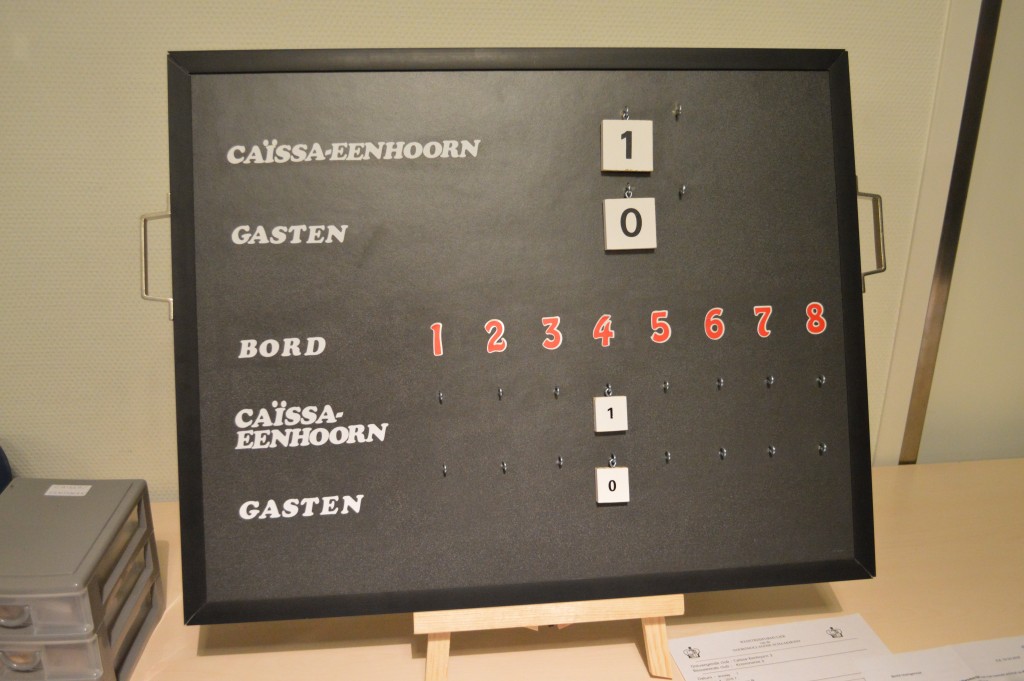 CAÏSSA-EENHOORN 1
GASTEN 0
BORD 1 2 3 4 5 6 7 8
CAÏSSA-
EENHOORN 1
GASTEN 0